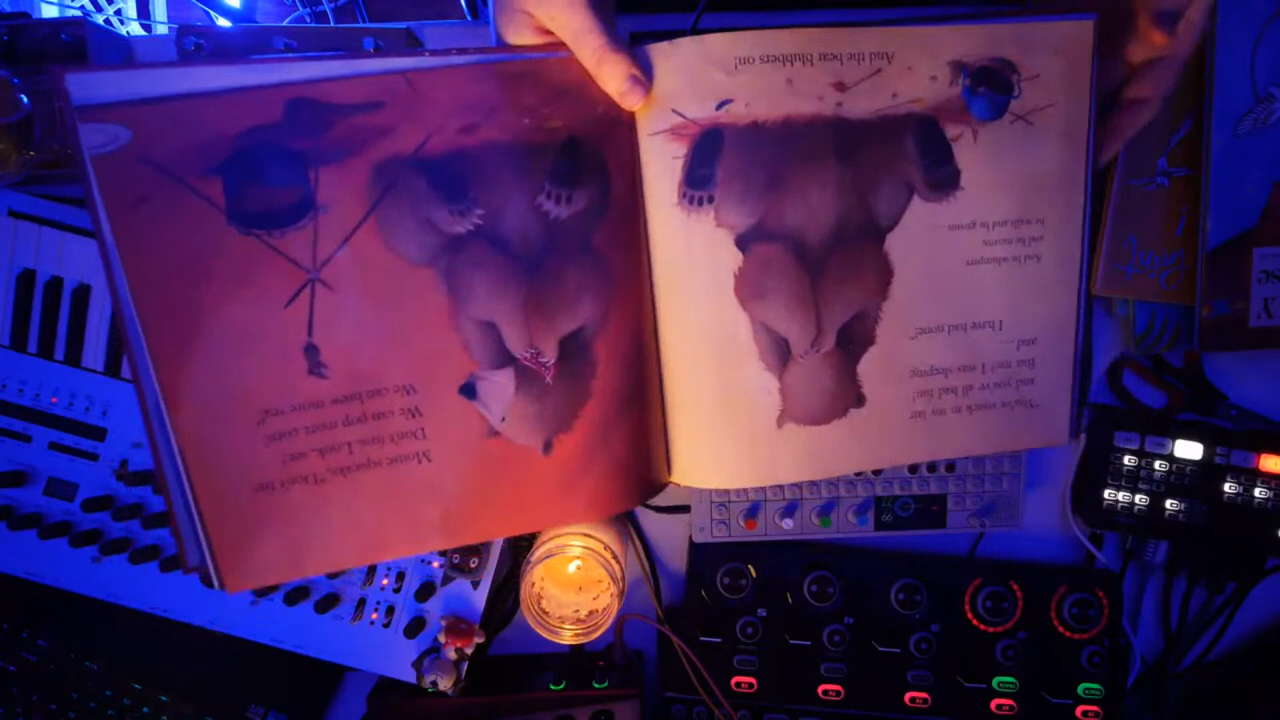 "You've snuck in my lair
and you've all had fun!
But me? I was sleeping
and....
I have had none!"
And he whimpers
and he moans,
he wails and he groans...
And the bear blubbers on!
Mouse squeaks, "Don't fret.
Don't fuss. Look, see?
We can pop more corn!
We can brew more tea!"